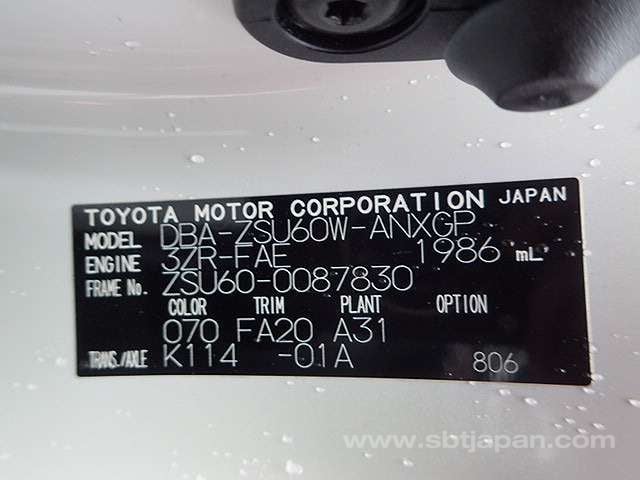 TOYOTA MOTOR CORPORATION JAPAN
MODEL DBA-ZSU60W-ANXGP
ENGINE 3ZR-FAE 1986 mL
FRAME No. ZSU60-0087830
COLOR TRIM PLANT OPTION
070 FA20 A31
TRANS./AXLE K114 -01A 806
www.sbtjapan.com